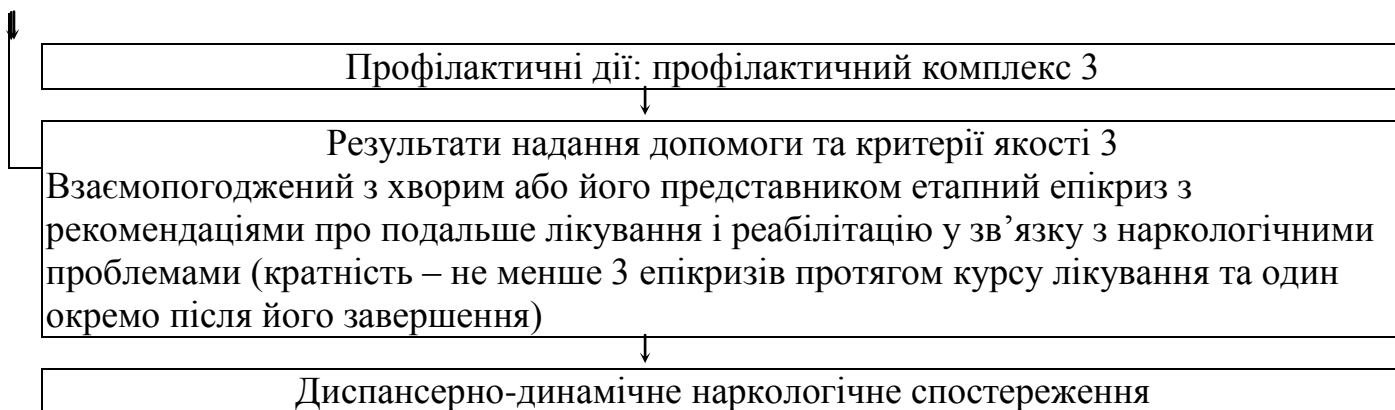 Профілактичні дії: профілактичний комплекс 3
Результати надання допомоги та критерії якості 3
Взаємопогоджений з хворим або його представником етапний епікриз з
рекомендаціями про подальше лікування і реабілітацію у зв’язку з наркологічними
проблемами (кратність – не менше 3 епікризів протягом курсу лікування та один
окремо після його завершення)
Диспансерно-динамічне наркологічне спостереження